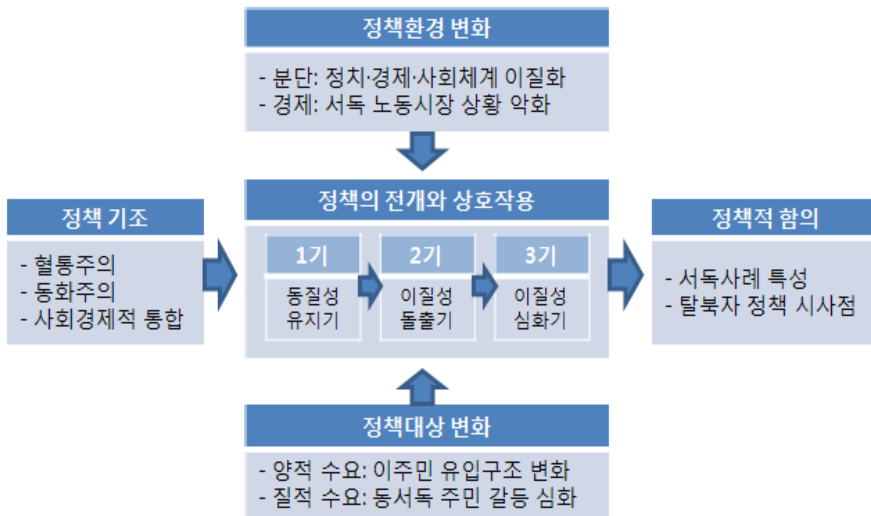 정책환경 변화
- 분단: 정치·경제·사회체계 이질화
- 경제: 서독 노동시장 상황 악화
정책 기조
- 혈통주의
- 동화주의
- 사회경제적 통합
정책의 전개와 상호작용
1기
동질성
유지기
2기
이질성
돌출기
3기
이질성
심화기
정책적 함의
- 서독사례 특성
- 탈북자 정책 시사점
정책대상 변화
- 양적 수요: 이주민 유입구조 변화
- 질적 수요: 동서독 주민 갈등 심화